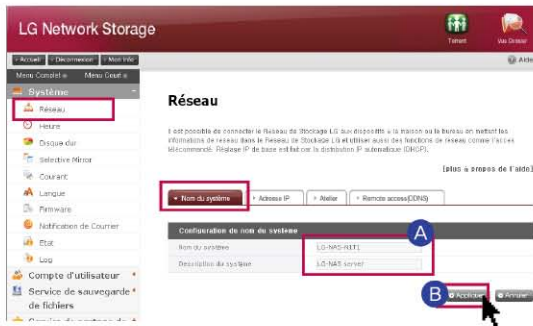 LG Network Storage
Torrent
Vos Dossier
Accueil
Déconnexion
Mon Info
Aide
Menu Complet
Menu Court
Système
Réseau
Heure
Disque dur
Selective Mirror
Courant
Langue
Firmware
Notification de Courrier
Etat
Log
Compte d'utilisateur
Service de sauvegarde
de fichiers
Réseau
Il est possible de connecter le Réseau de Stockage LG aux dispositifs à la maison ou le bureau en mettant les
informations de réseau dans le Réseau de Stockage LG et utiliser aussi des fonctions de réseau comme l'accès
télécommandé. Réglage IP de base est fait par la distribution IP automatique (DHCP).
[plus à propos de l'aide]
Nom du système
Adresse IP
Atelier
Remote access(DDNS)
Configuration de nom du système
A
Nom du système
LG-NAS-N1T1
Description du système
LG-NAS server
B
Appliquer
Annuler